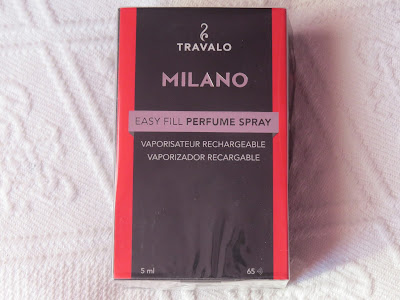 TRAVALO
MILANO
EASY FILL PERFUME SPRAY
VAPORISATEUR RECHARGEABLE
VAPORIZADOR RECARGABLE
5 ml 65